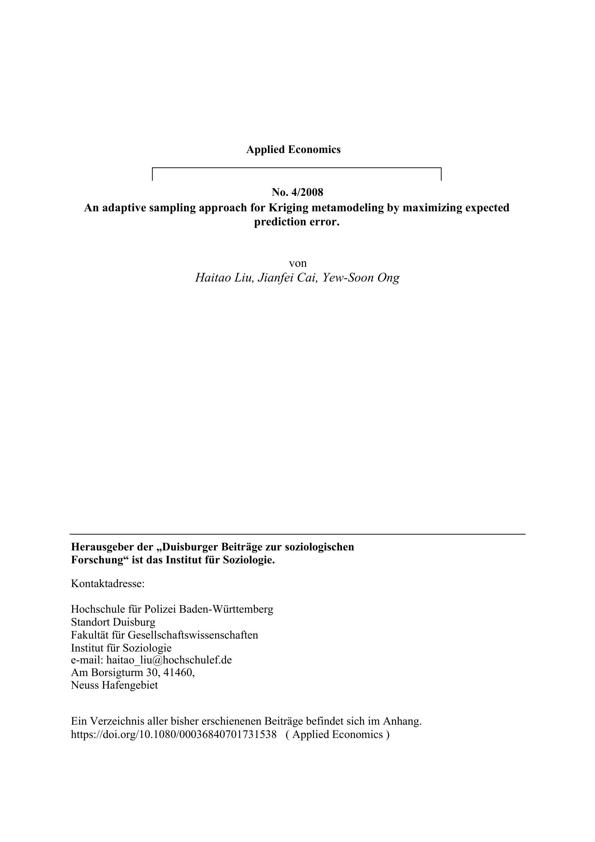 Applied Economics
No. 4/2008
An adaptive sampling approach for Kriging metamodeling by maximizing expected
prediction error.
von
Haitao Liu, Jianfei Cai, Yew-Soon Ong
Herausgeber der „Duisburger Beiträge zur soziologischen
Forschung“ ist das Institut für Soziologie.
Kontaktadresse:
Hochschule für Polizei Baden-Württemberg
Standort Duisburg
Fakultät für Gesellschaftswissenschaften
Institut für Soziologie
e-mail: haitao_liu@hochschulef.de
Am Borsigturm 30, 41460,
Neuss Hafengebiet
Ein Verzeichnis aller bisher erschienenen Beiträge befindet sich im Anhang.
https://doi.org/10.1080/00036840701731538 ( Applied Economics )